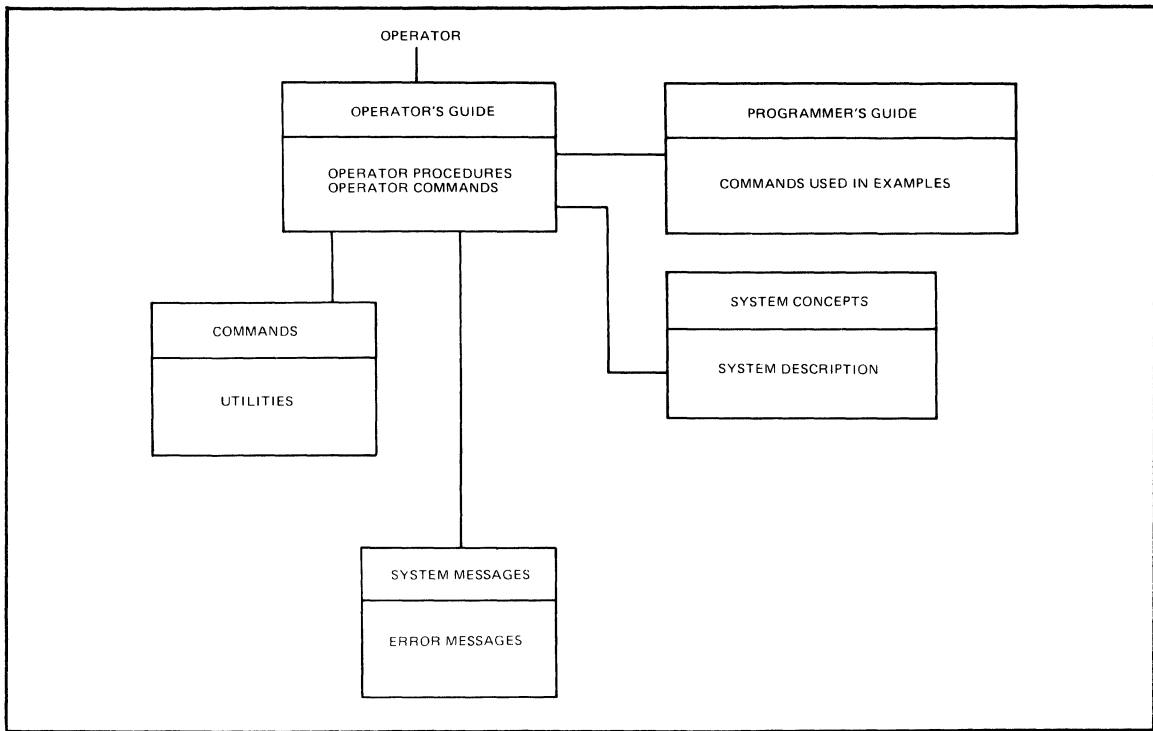 OPERATOR
OPERATOR'S GUIDE
OPERATOR PROCEDURES
OPERATOR COMMANDS
PROGRAMMER'S GUIDE
COMMANDS USED IN EXAMPLES
SYSTEM CONCEPTS
SYSTEM DESCRIPTION
COMMANDS
UTILITIES
SYSTEM MESSAGES
ERROR MESSAGES